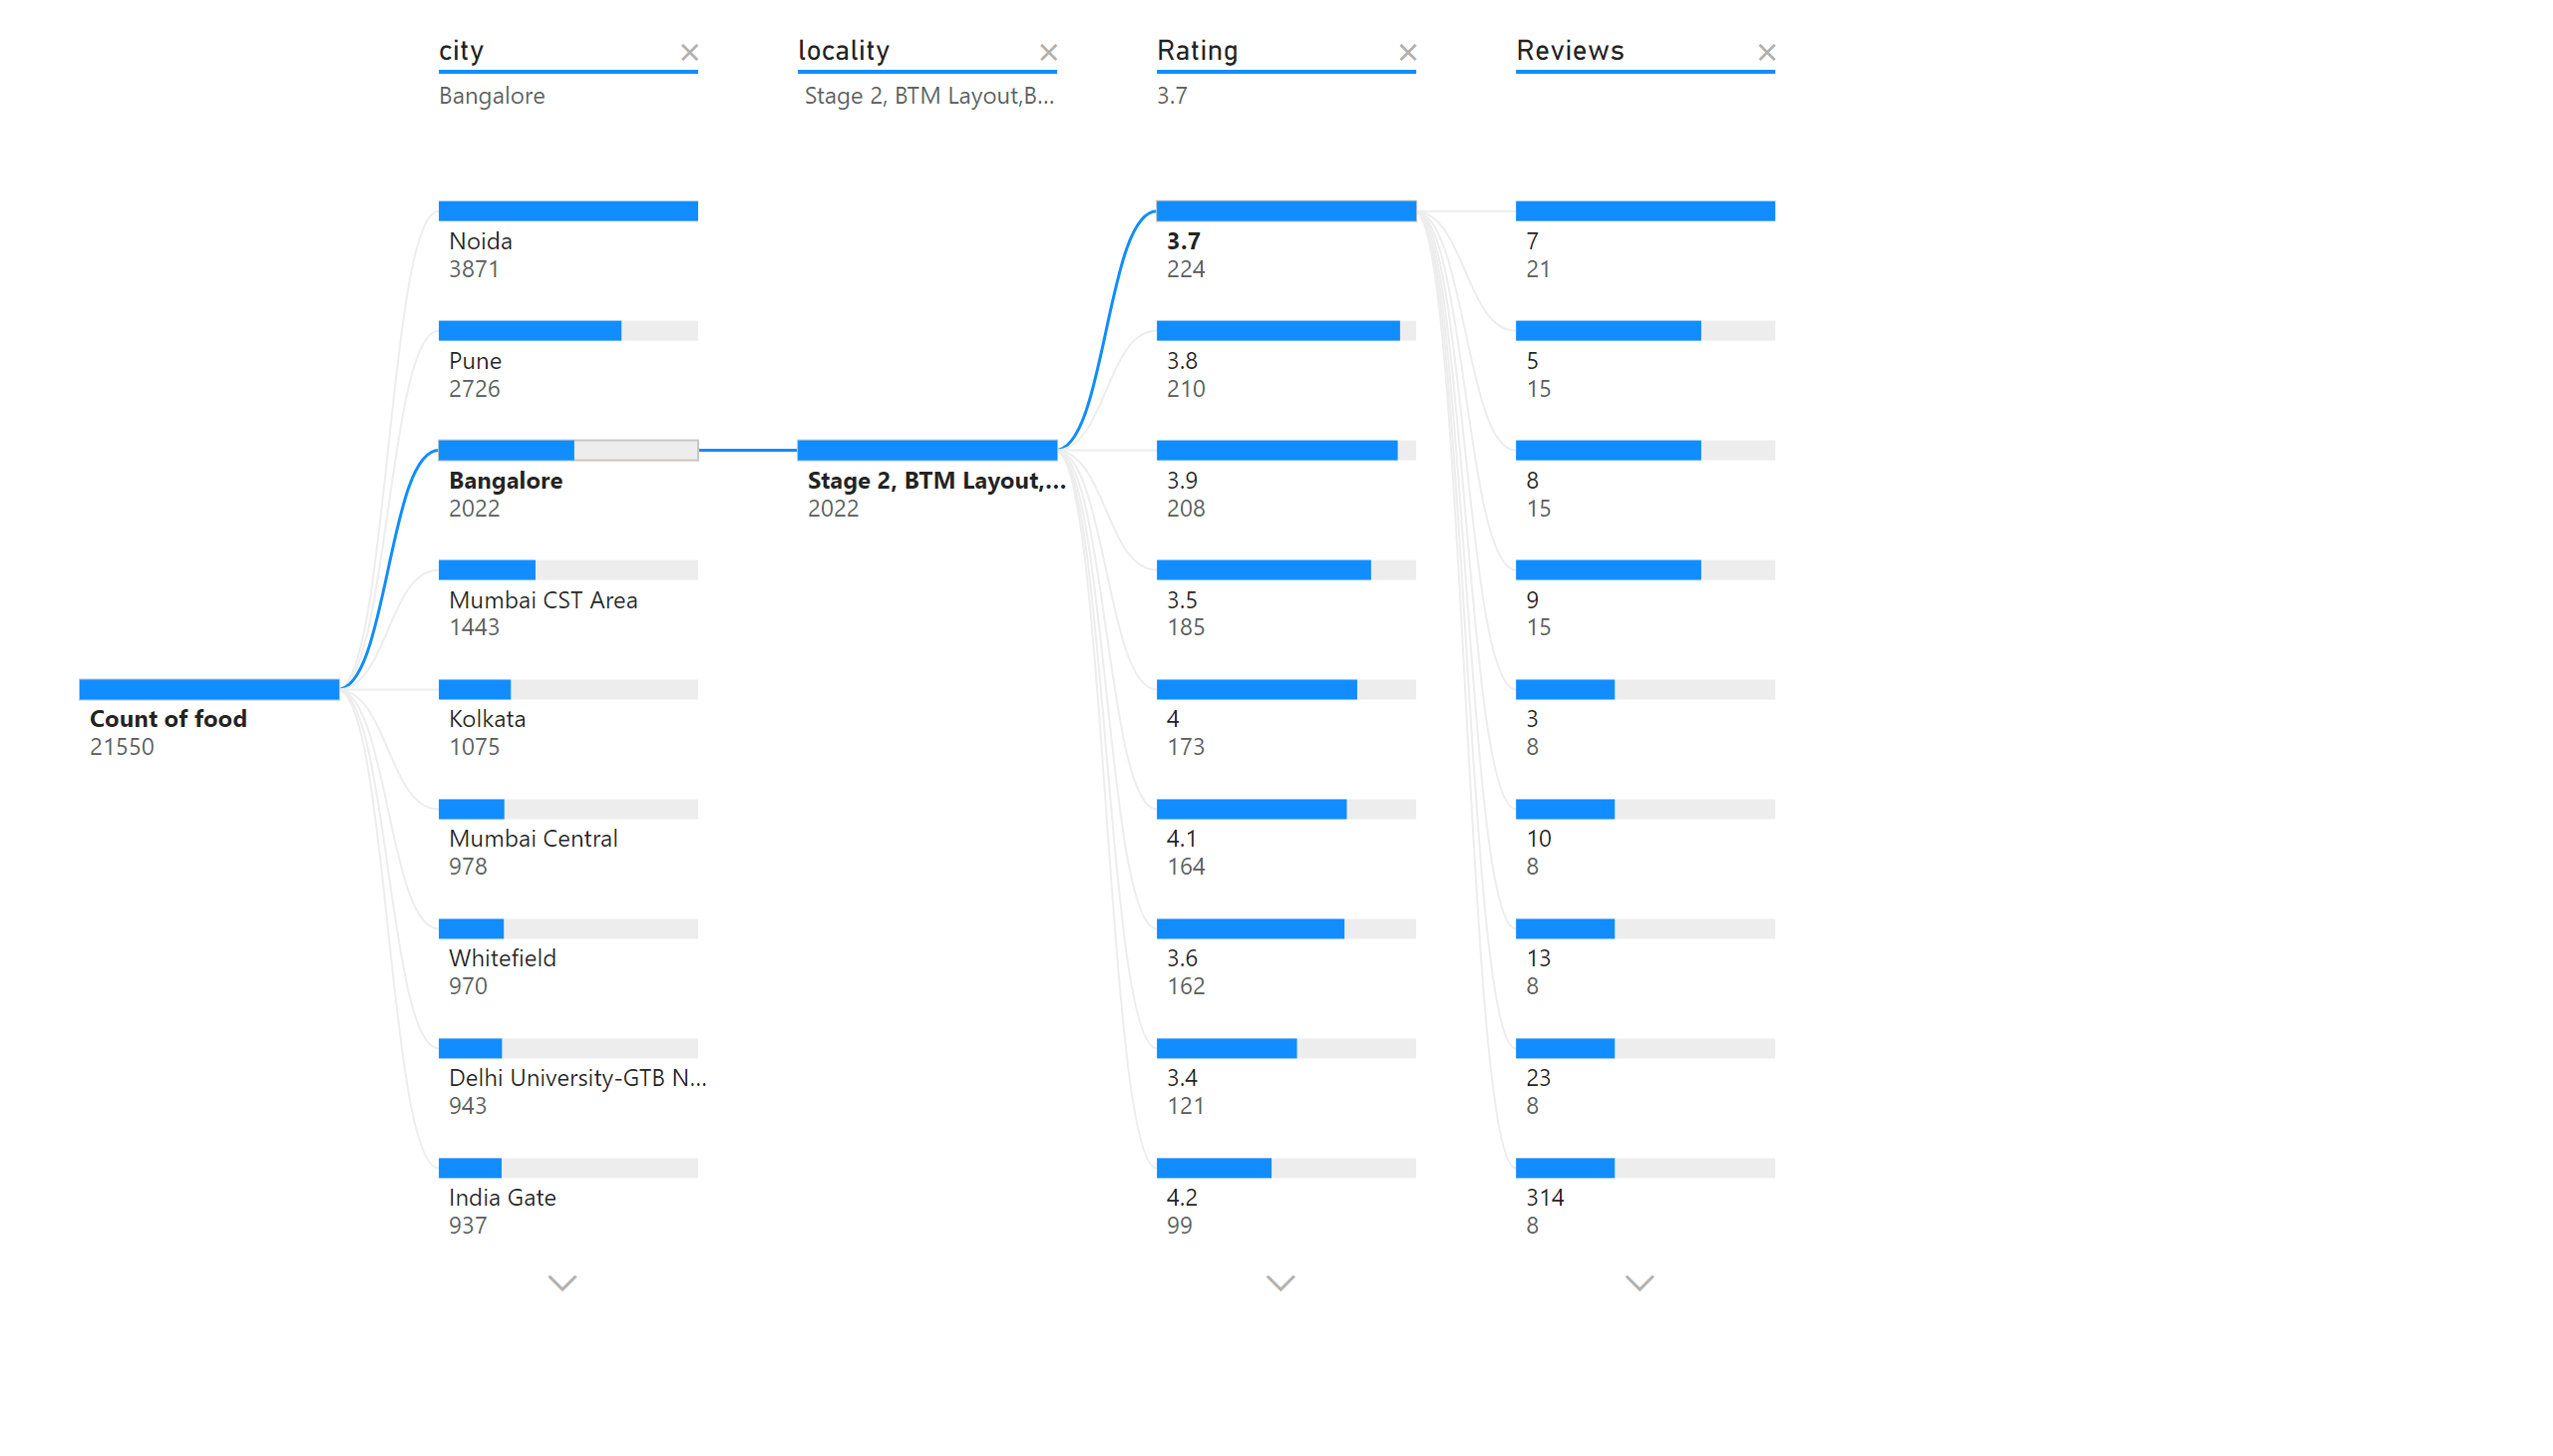 city
Bangalore
locality
Stage 2, BTM Layout,B...
Rating
3.7
Reviews
Count of food
21550
Noida
3871
Pune
2726
Bangalore
2022
Mumbai CST Area
1443
Kolkata
1075
Mumbai Central
978
Whitefield
970
Delhi University-GTB N...
943
India Gate
937
Stage 2, BTM Layout,...
2022
3.7
224
3.8
210
3.9
208
3.5
185
4
173
4.1
164
3.6
162
3.4
121
4.2
99
7
21
5
15
8
15
9
15
3
8
10
8
13
8
23
8
314
8